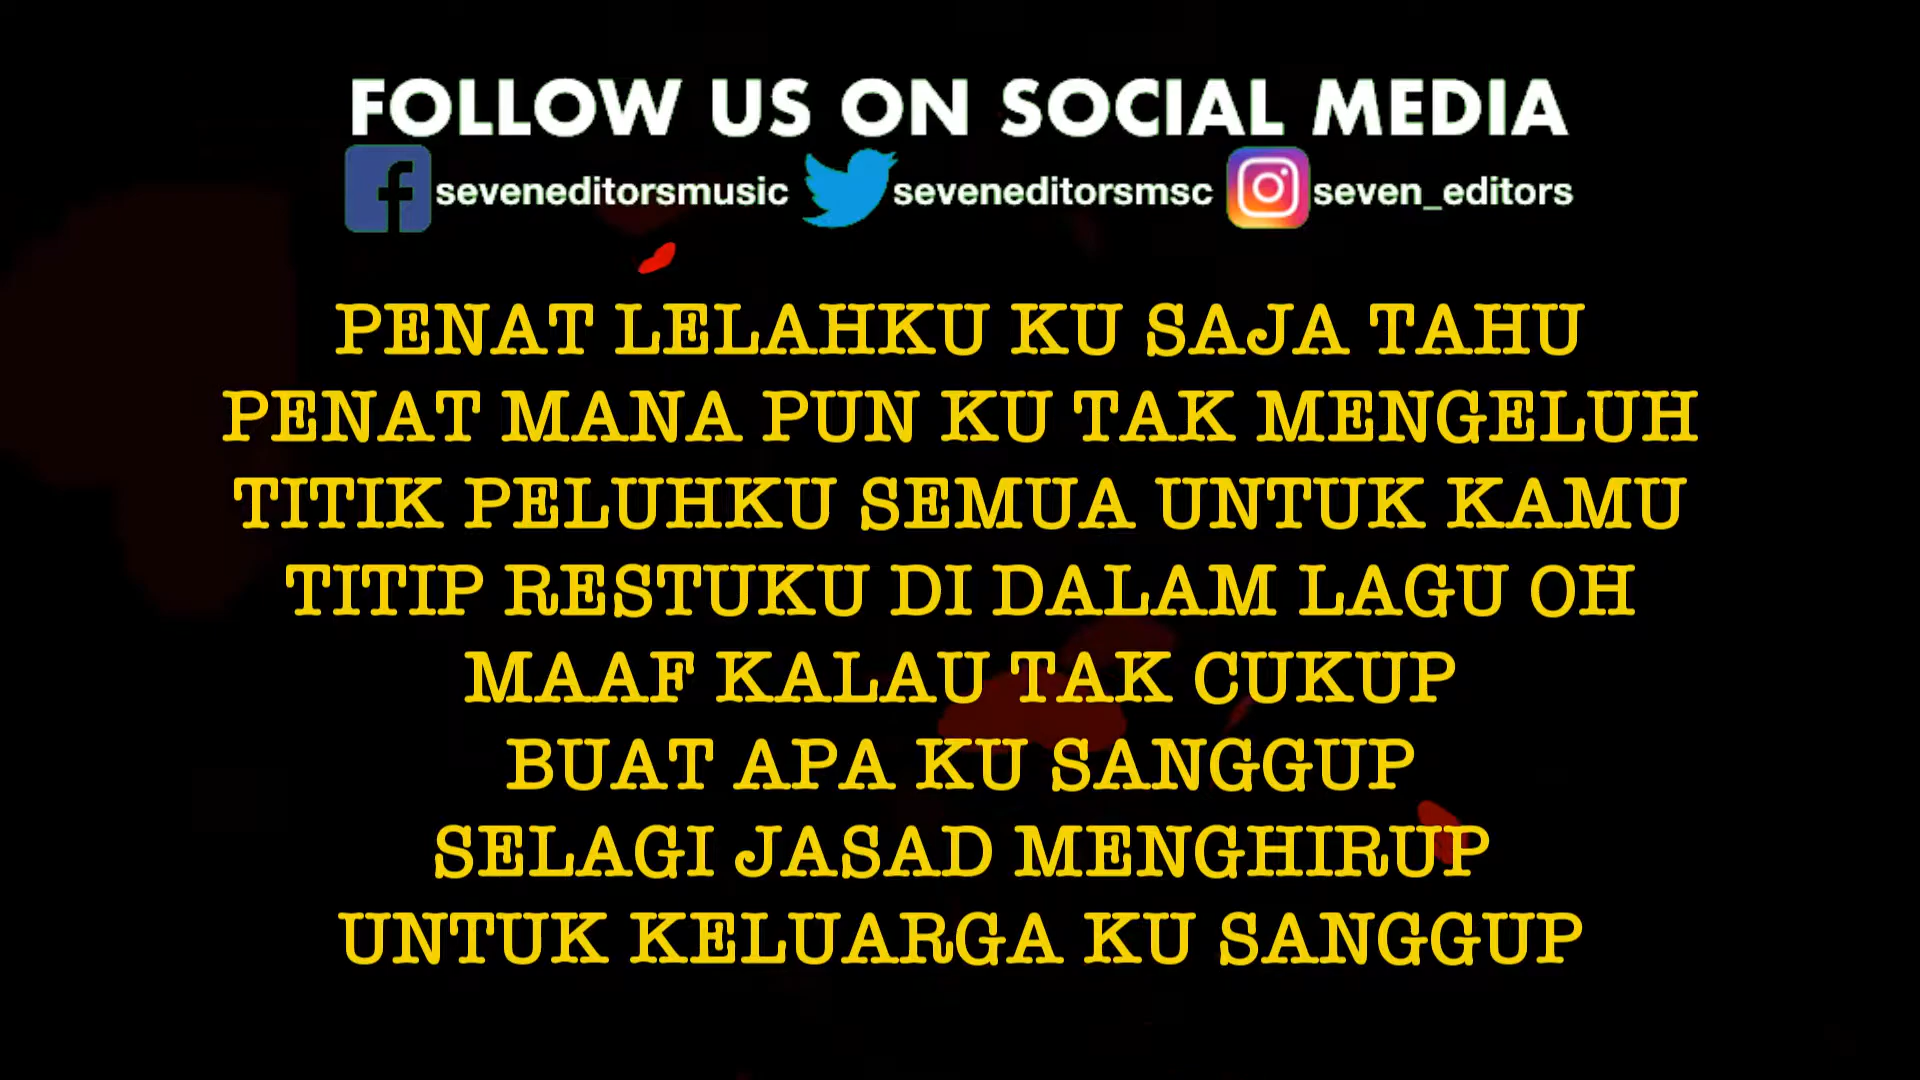 FOLLOW US ON SOCIAL MEDIA
seveneditorsmusic seveneditorsmsc seven_editors
PENAT LELAHKU KU SAJA TAHU
PENAT MANA PUN KU TAK MENGELUH
TITIK PELUHKU SEMUA UNTUK KAMU
TITIP RESTUKU DI DALAM LAGU OH
MAAF KALAU TAK CUKUP
BUAT APA KU SANGGUP
SELAGI JASAD MENGHIRUP
UNTUK KELUARGA KU SANGGUP